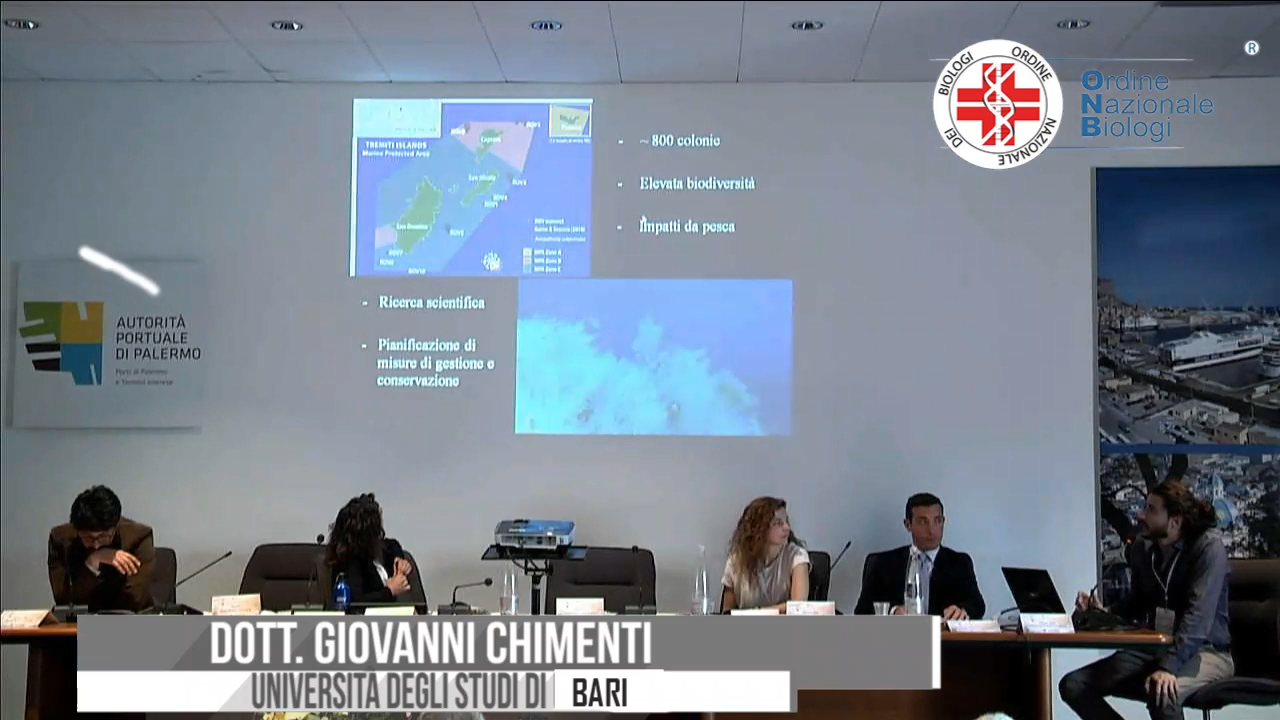 BIOLOGI ORDINE
NAZIONALE
DEI
Ordine
Nazionale
Biologi
®
TREMITI ISLANDS
Marine Protected Area
Capraia
San Nicola
San Domino
~ 800 colonie
- Elevata biodiversità
- Impatti da pesca
- Ricerca scientifica
- Pianificazione di
misure di gestione e
conservazione
AUTORITÀ
PORTUALE
DI PALERMO
Porti di Palermo
e Termini Imerese
DOTT. GIOVANNI CHIMENTI
UNIVERSITA DEGLI STUDI DI BARI